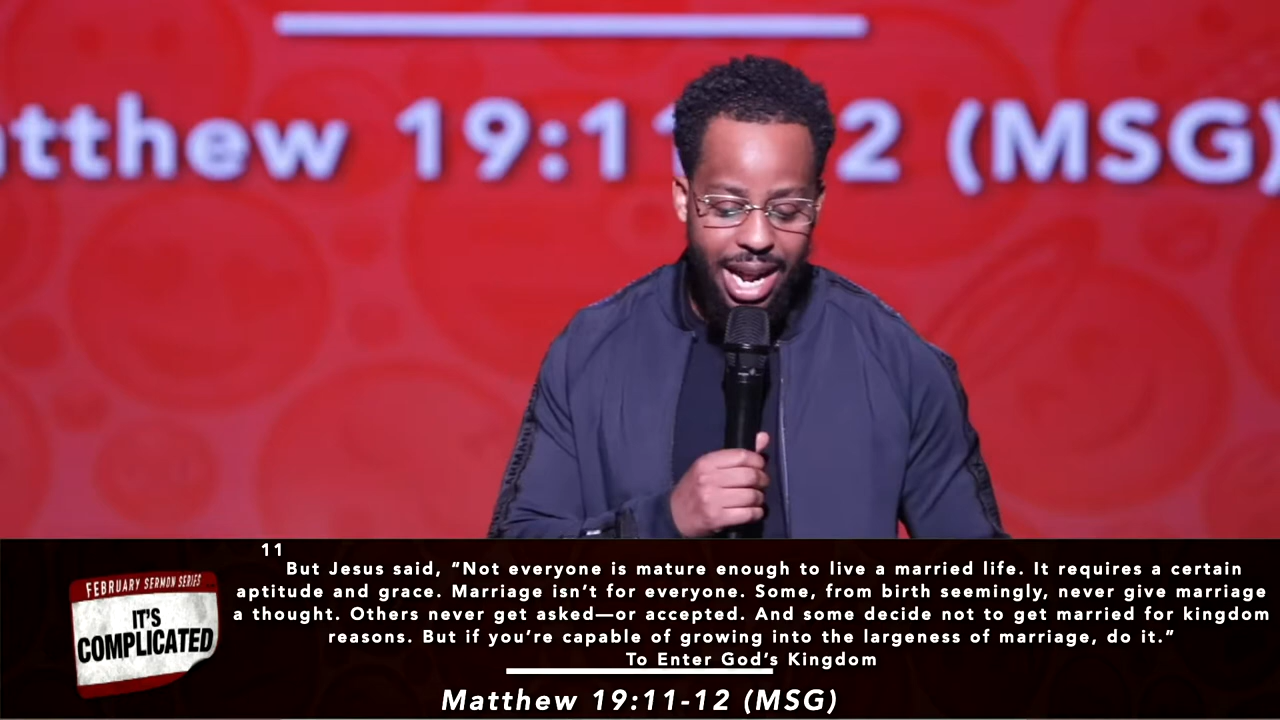 tthew 19:11-2 (MSG)
11
But Jesus said, “Not everyone is mature enough to live a married life. It requires a certain
aptitude and grace. Marriage isn’t for everyone. Some, from birth seemingly, never give marriage
a thought. Others never get asked—or accepted. And some decide not to get married for kingdom
reasons. But if you’re capable of growing into the largeness of marriage, do it.”
To Enter God’s Kingdom
FEBRUARY SERMON SERIES
IT'S
COMPLICATED
Matthew 19:11-12 (MSG)